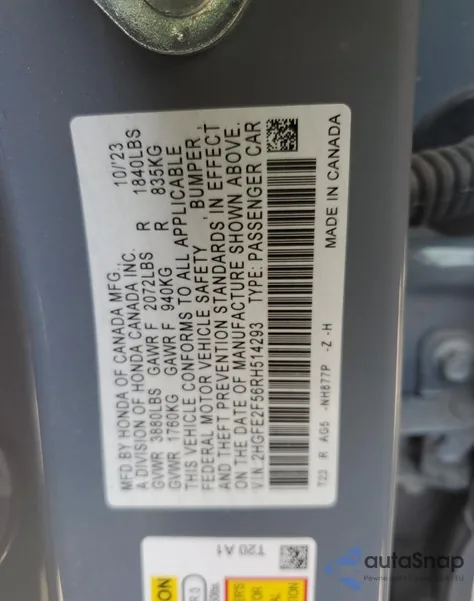 MFD.BY HONDA OF CANADA MFG., 10/'23
A DIVISION OF HONDA CANADA INC.
GVWR 3880LBS GAWR F 2072LBS R 1840LBS
GVWR 1760KG GAWR F 940KG R 835KG
THIS VEHICLE CONFORMS TO ALL APPLICABLE
FEDERAL MOTOR VEHICLE SAFETY , BUMPER ,
AND THEFT PREVENTION STANDARDS IN EFFECT
ON THE DATE OF MANUFACTURE SHOWN ABOVE.
V.I.N. 2HGFE2F56RH514293 TYPE: PASSENGER CAR
T23 R AG5 -NH877P -Z -H MADE IN CANADA
T20 A1
autoSnap